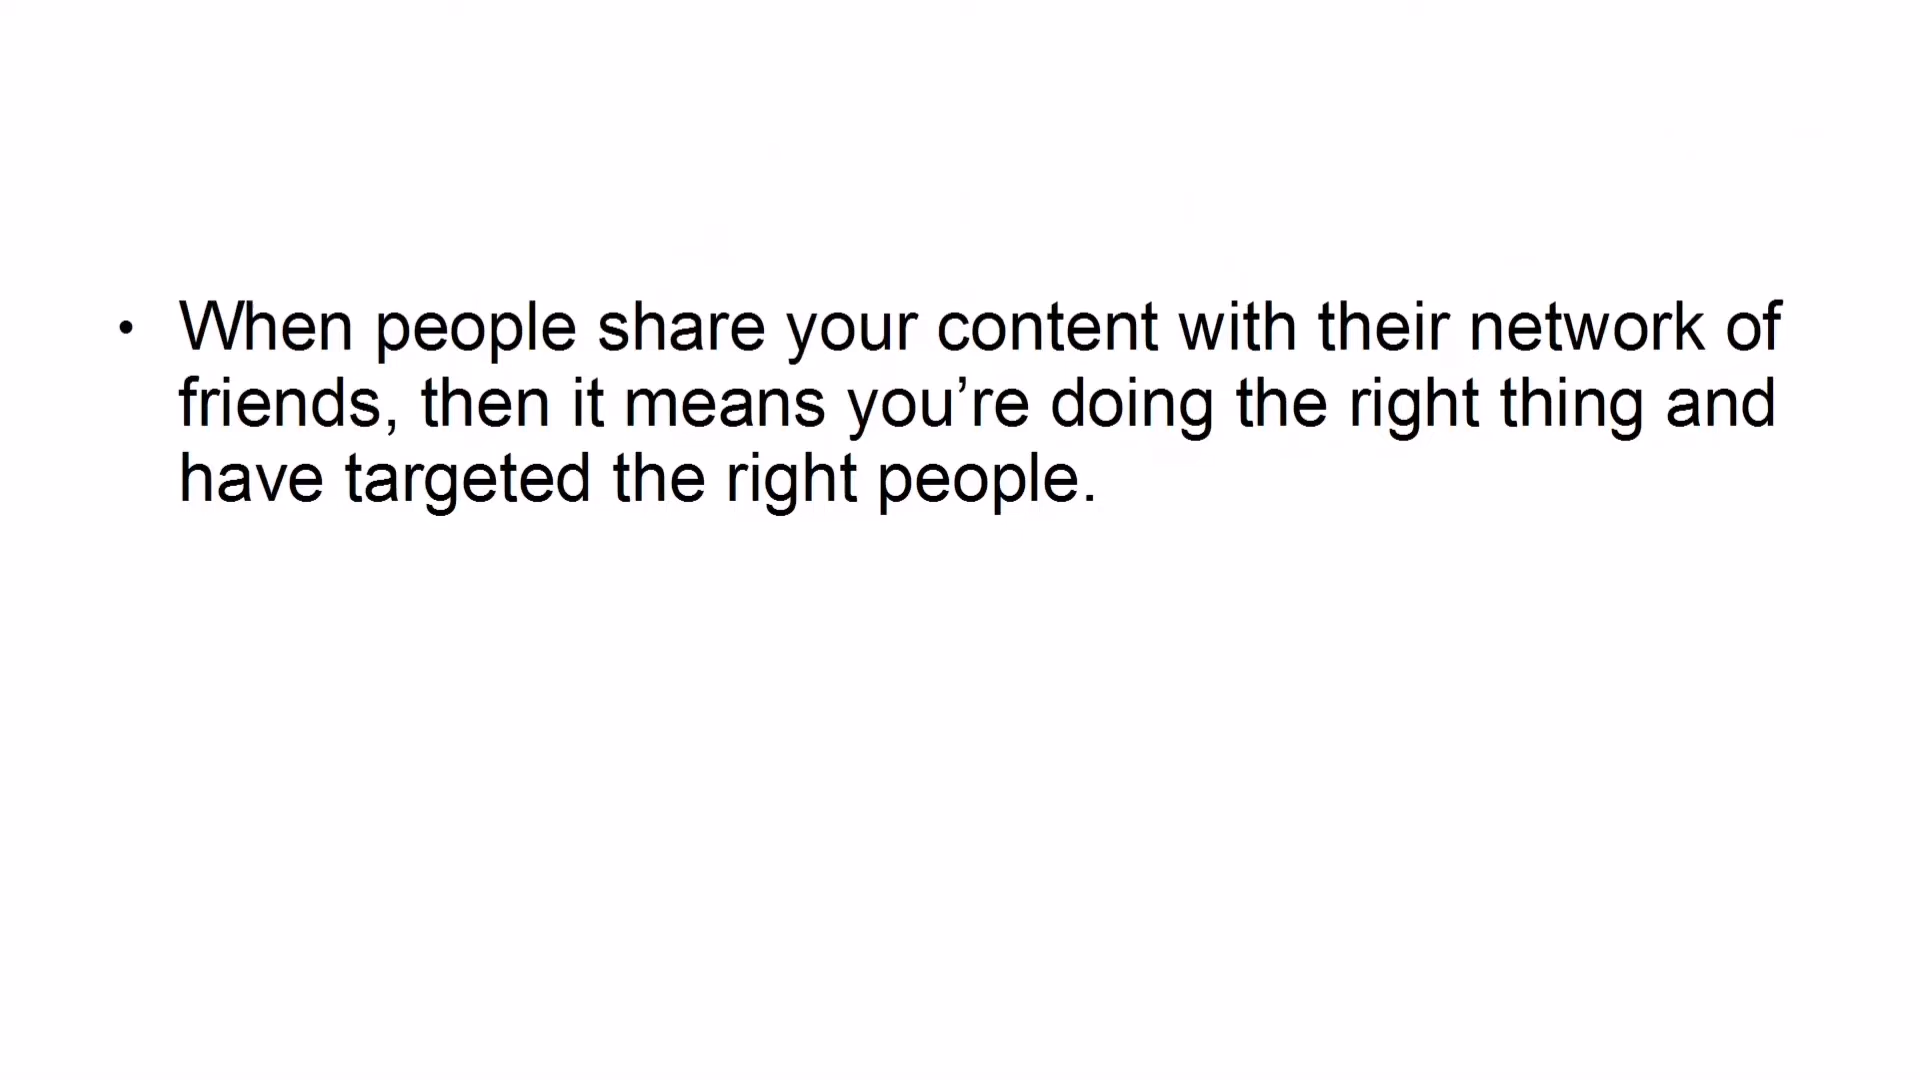 • When people share your content with their network of
friends, then it means you’re doing the right thing and
have targeted the right people.